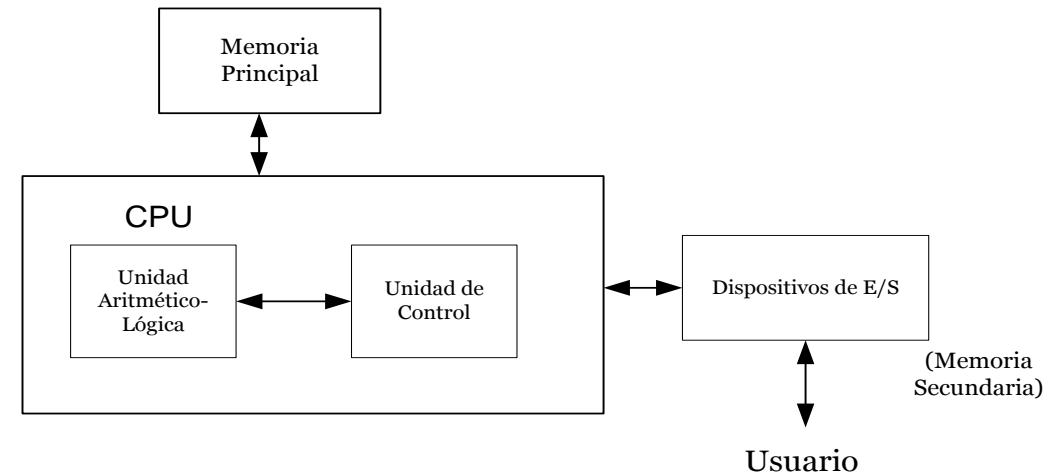 Memoria
Principal
CPU
Unidad
Aritmético-
Lógica
Unidad de
Control
Dispositivos de E/S
(Memoria
Secundaria)
Usuario